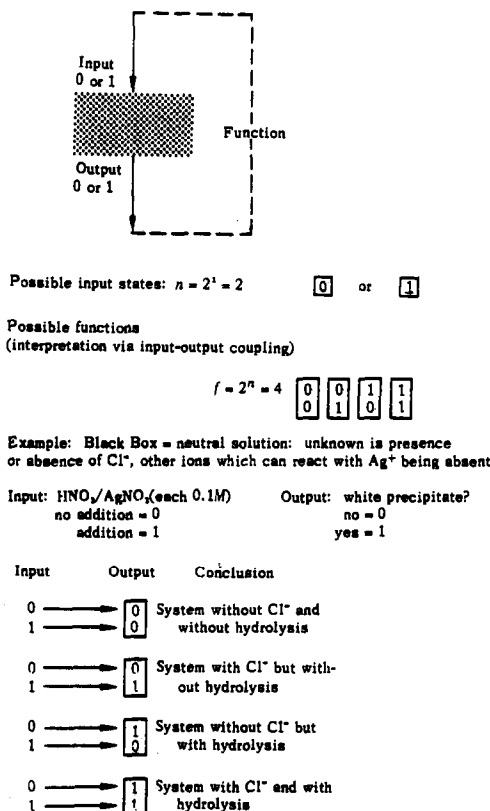 Input
0 or 1
Function
Output
0 or 1
Possible input states: n = 2¹ = 2 0 or 1
Possible functions
(interpretation via input-output coupling)
f = 2ⁿ = 4 0 0 1 1
0 1 0 1
Example: Black Box = neutral solution: unknown is presence
or absence of Cl⁻, other ions which can react with Ag⁺ being absent
Input: HNO₃/AgNO₃(each 0.1M) Output: white precipitate?
no addition = 0 no = 0
addition = 1 yes = 1
Input Output Conclusion
0 0 System without Cl⁻ and
1 0 without hydrolysis
0 0 System with Cl⁻ but with-
1 1 out hydrolysis
0 1 System without Cl⁻ but
1 0 with hydrolysis
0 1 System with Cl⁻ and with
1 1 hydrolysis